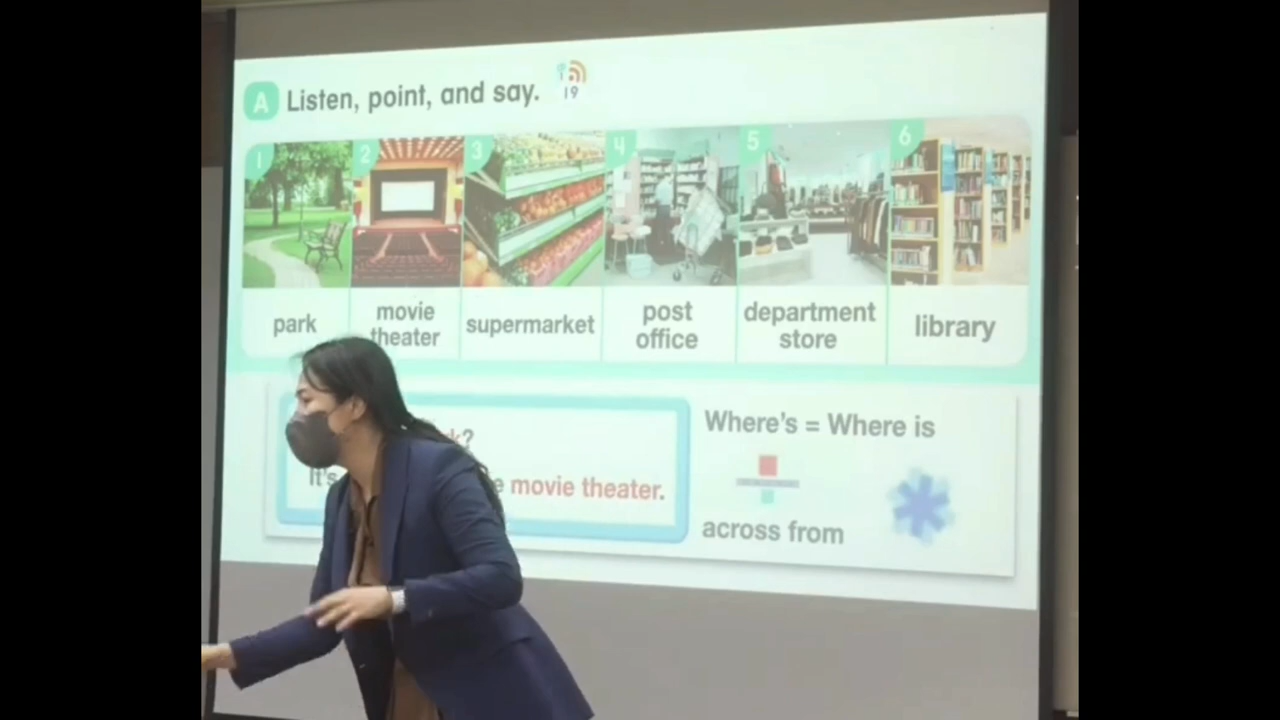 A Listen, point, and say.
19
1 2 3 4 5 6
park
movie
theater
supermarket
post
office
department
store
library
?
It's movie theater.
Where's = Where is
across from